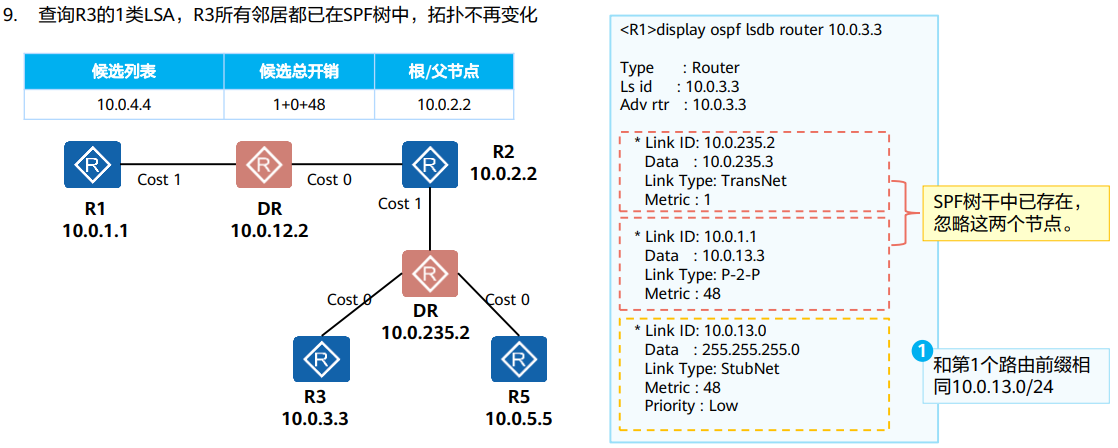 9. 查询R3的1类LSA，R3所有邻居都已在SPF树中，拓扑不再变化
候选列表 候选总开销 根/父节点
10.0.4.4 1+0+48 10.0.2.2
R
R
R
R2
10.0.2.2
Cost 1
Cost 0
R1
10.0.1.1
DR
10.0.12.2
Cost 1
R
Cost 0
Cost 0
DR
10.0.235.2
R
R
R3
10.0.3.3
R5
10.0.5.5
<R1>display ospf lsdb router 10.0.3.3
Type : Router
Ls id : 10.0.3.3
Adv rtr : 10.0.3.3
* Link ID: 10.0.235.2
Data : 10.0.235.3
Link Type: TransNet
Metric : 1
* Link ID: 10.0.1.1
Data : 10.0.13.3
Link Type: P-2-P
Metric : 48
* Link ID: 10.0.13.0
Data : 255.255.255.0
Link Type: StubNet
Metric : 48
Priority : Low
SPF树干中已存在，
忽略这两个节点。
1
和第1个路由前缀相
同10.0.13.0/24